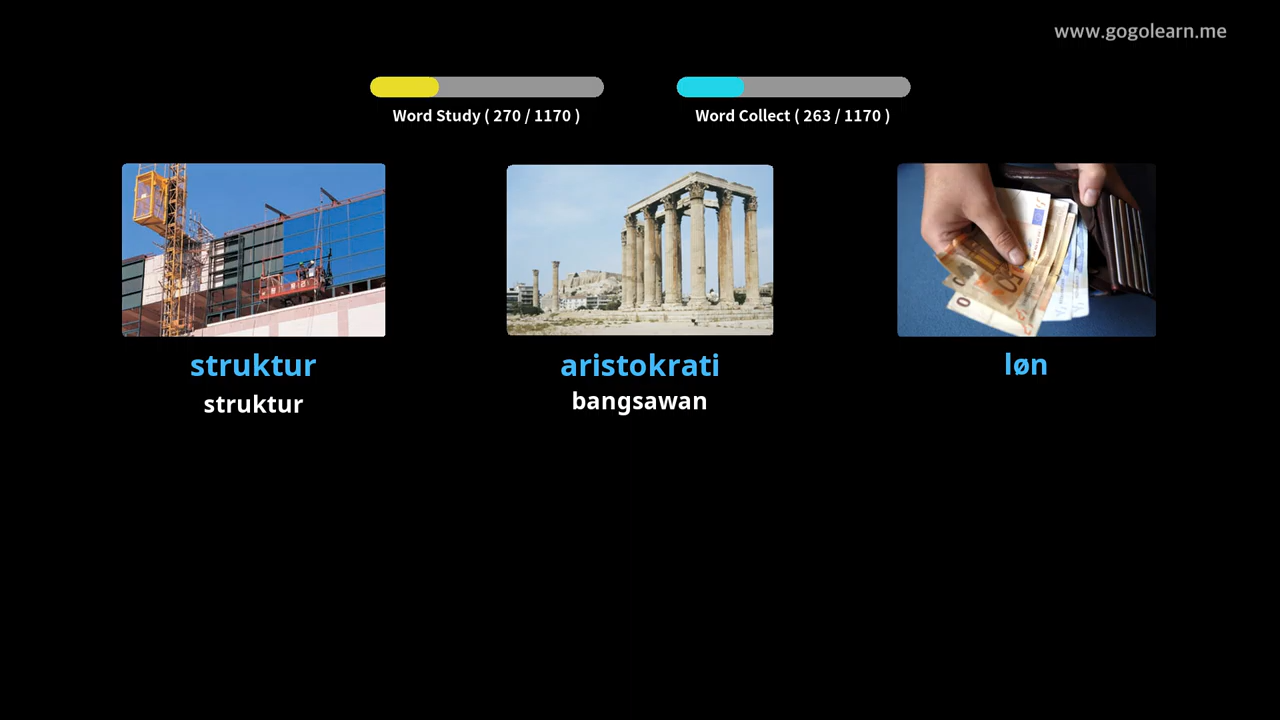 www.gogolearn.me
Word Study ( 270 / 1170 )
Word Collect ( 263 / 1170 )
struktur
struktur
aristokrati
bangsawan
løn